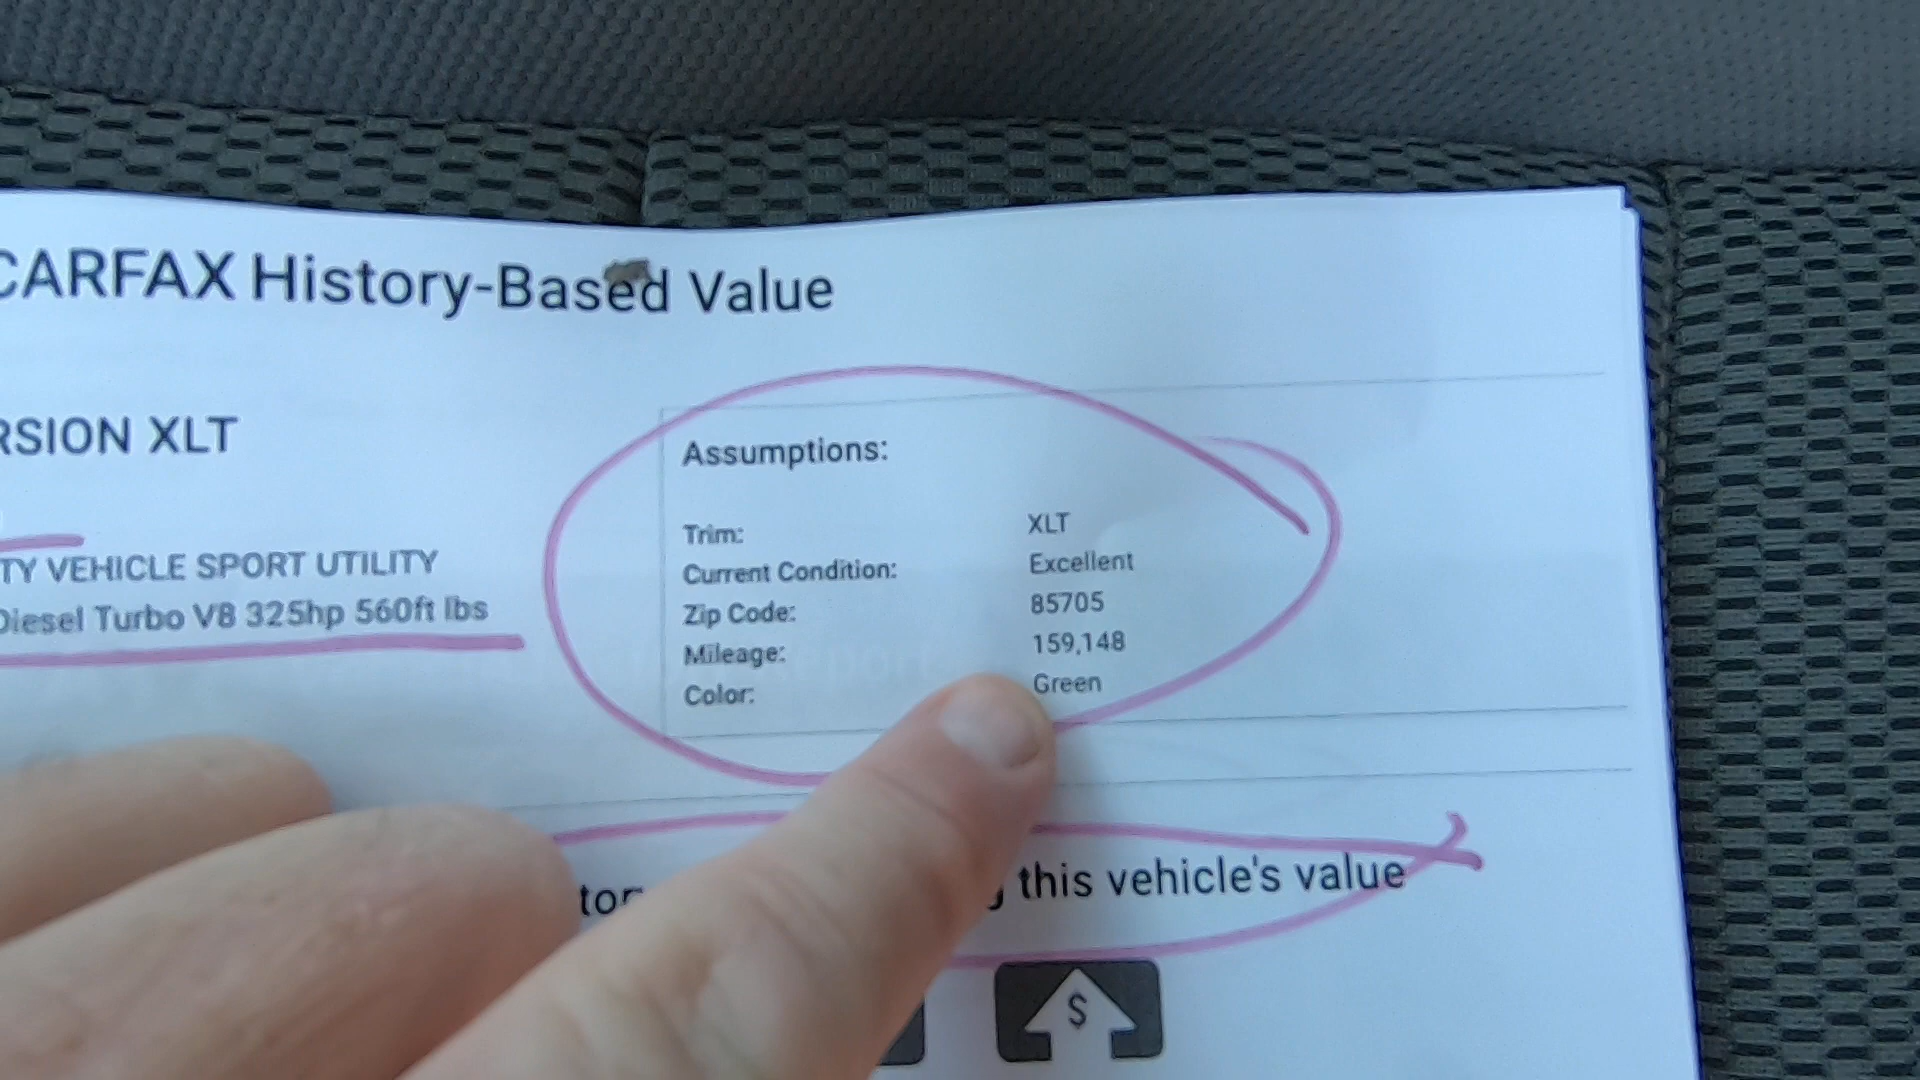 CARFAX History-Based Value
RSION XLT
TY VEHICLE SPORT UTILITY
Diesel Turbo V8 325hp 560ft lbs
Assumptions:
Trim: XLT
Current Condition: Excellent
Zip Code: 85705
Mileage: 159,148
Color: Green
this vehicle's value
$